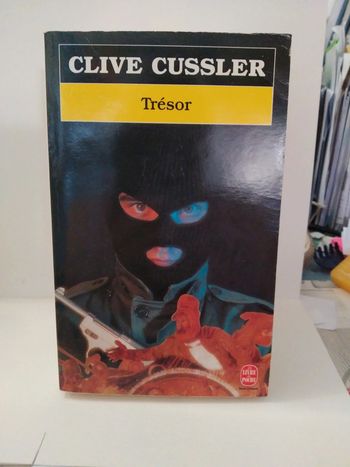 CLIVE CUSSLER
Trésor
LE LIVRE
DE POCHE